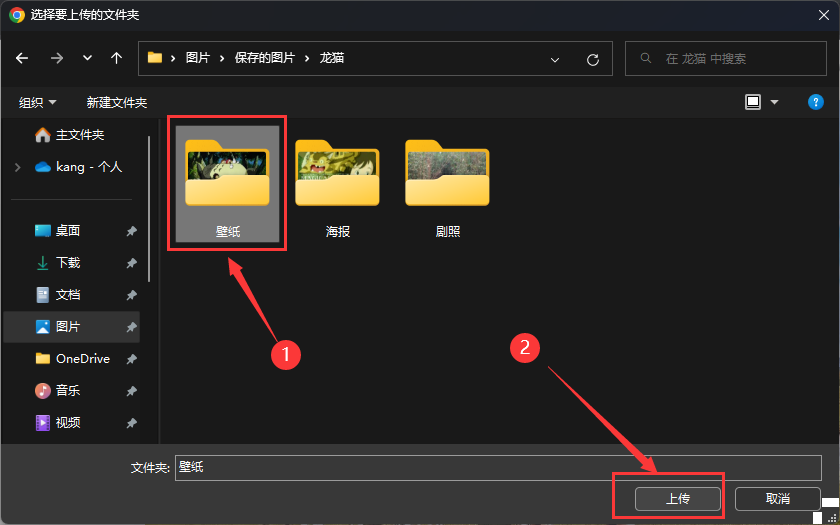 选择要上传的文件夹
图片 保存的图片 龙猫
在 龙猫 中搜索
组织 新建文件夹
主文件夹
kang - 个人
桌面
下载
文档
图片
OneDrive
音乐
视频
壁纸 海报 剧照
1
2
文件夹: 壁纸
上传 取消